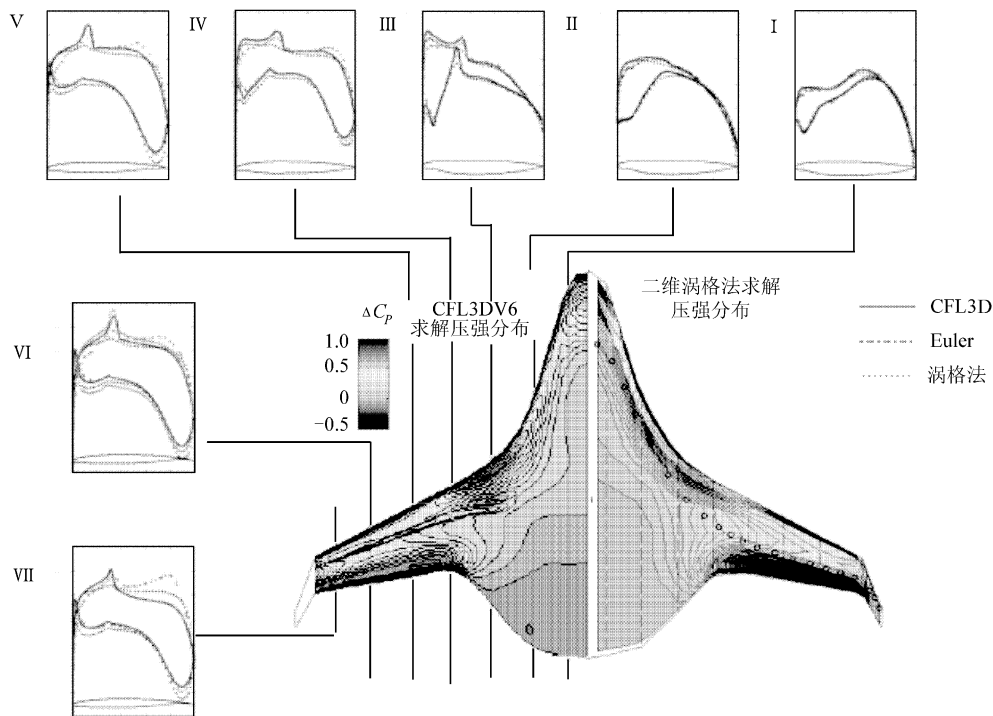 V
IV
III
II
I
CFL3DV6
求解压强分布
二维涡格法求解
压强分布
ΔC_P
1.0
0.5
0
−0.5
CFL3D
Euler
涡格法
VI
VII